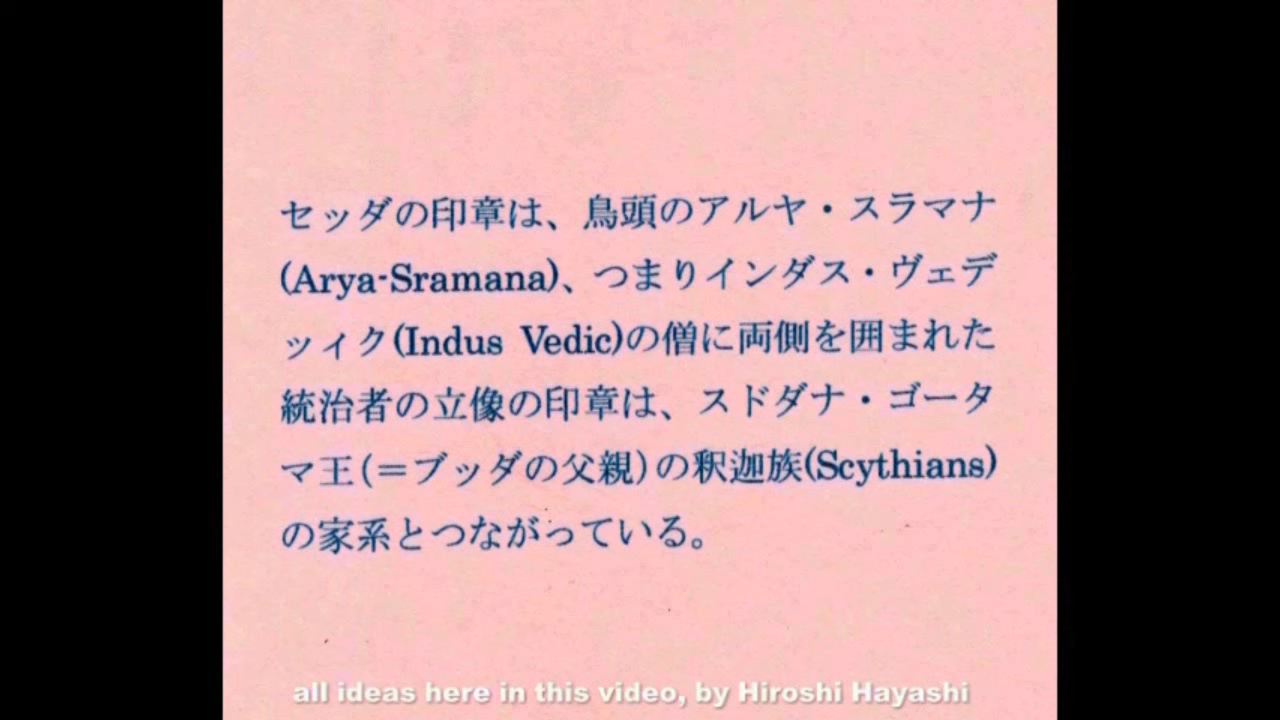 セッダの印章は、鳥頭のアルヤ・スラマナ
(Arya-Sramana)、つまりインダス・ヴェデ
ッィク(Indus Vedic)の僧に両側を囲まれた
統治者の立像の印章は、スドダナ・ゴータ
マ王(＝ブッダの父親)の釈迦族(Scythians)
の家系とつながっている。
all ideas here in this video, by Hiroshi Hayashi